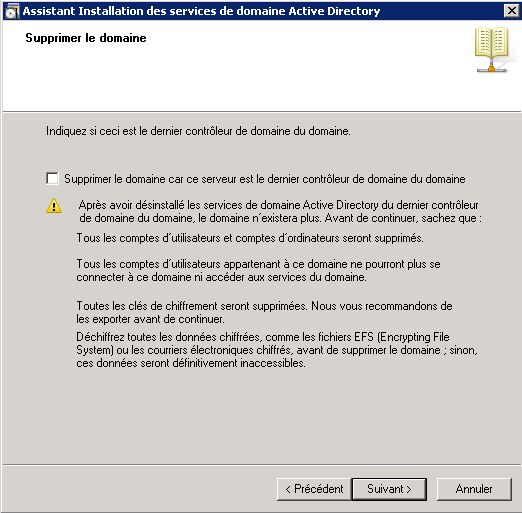 Assistant Installation des services de domaine Active Directory
Supprimer le domaine
Indiquez si ceci est le dernier contrôleur de domaine du domaine.
Supprimer le domaine car ce serveur est le dernier contrôleur de domaine du domaine
Après avoir désinstallé les services de domaine Active Directory du dernier contrôleur
de domaine du domaine, le domaine n'existera plus. Avant de continuer, sachez que :
Tous les comptes d'utilisateurs et comptes d'ordinateurs seront supprimés.
Tous les comptes d'utilisateurs appartenant à ce domaine ne pourront plus se
connecter à ce domaine ni accéder aux services du domaine.
Toutes les clés de chiffrement seront supprimées. Nous vous recommandons de
les exporter avant de continuer.
Déchiffrez toutes les données chiffrées, comme les fichiers EFS (Encrypting File
System) ou les courriers électroniques chiffrés, avant de supprimer le domaine ; sinon,
ces données seront définitivement inaccessibles.
< Précédent Suivant > Annuler